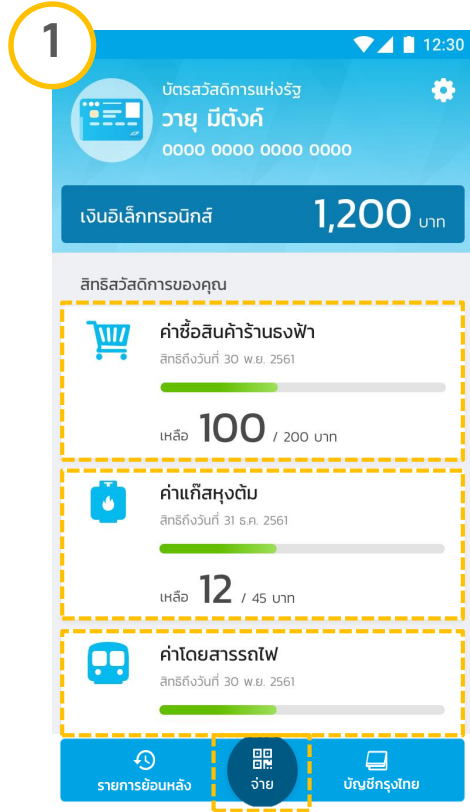 1
12:30
บัตรสวัสดิการแห่งรัฐ
วายุ มีตังค์
0000 0000 0000 0000
เงินอิเล็กทรอนิกส์ 1,200 บาท
สิทธิสวัสดิการของคุณ
ค่าซื้อสินค้าร้านธงฟ้า
สิทธิถึงวันที่ 30 พ.ย. 2561
เหลือ 100 / 200 บาท
ค่าแก๊สหุงต้ม
สิทธิถึงวันที่ 31 ธ.ค. 2561
เหลือ 12 / 45 บาท
ค่าโดยสารรถไฟ
สิทธิถึงวันที่ 30 พ.ย. 2561
รายการย้อนหลัง จ่าย บัญชีกรุงไทย